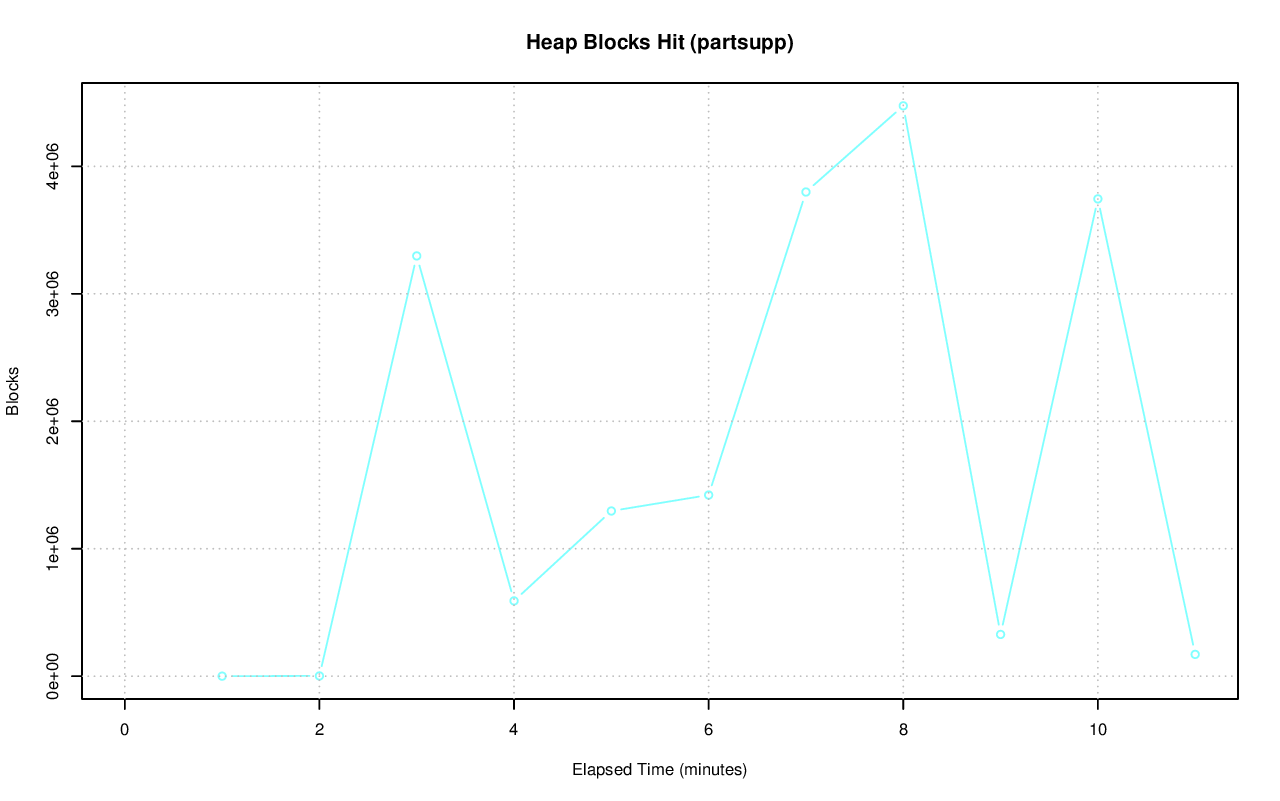 Heap Blocks Hit (partsupp)
Blocks
4e+06
3e+06
2e+06
1e+06
0e+00
0 2 4 6 8 10
Elapsed Time (minutes)